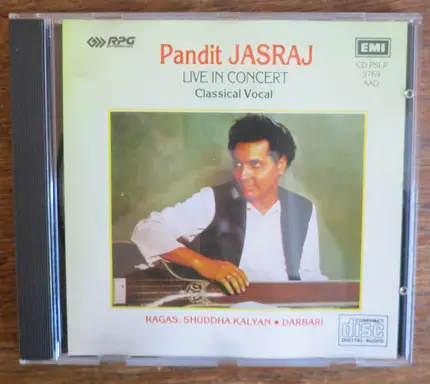 RPG
Pandit JASRAJ
LIVE IN CONCERT
Classical Vocal
EMI
CD PSLP
5769
AAD
RAGAS: SHUDDHA KALYAN • DARBARI
COMPACT
disc
DIGITAL AUDIO